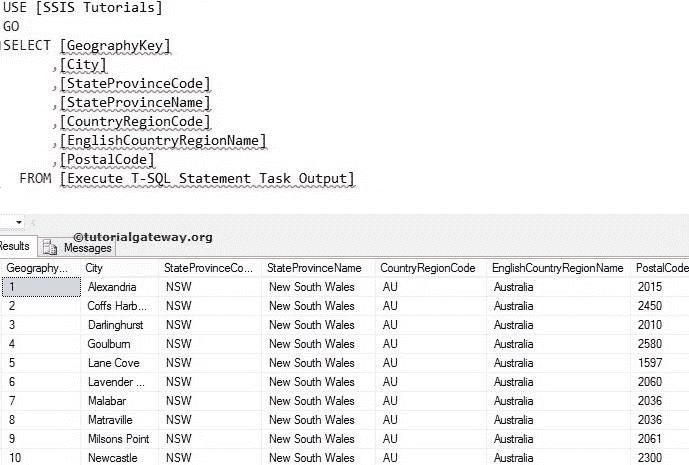 USE [SSIS Tutorials]
GO
SELECT [GeographyKey]
,[City]
,[StateProvinceCode]
,[StateProvinceName]
,[CountryRegionCode]
,[EnglishCountryRegionName]
,[PostalCode]
FROM [Execute T-SQL Statement Task Output]
©tutorialgateway.org
Results Messages
Geography... City StateProvinceCo... StateProvinceName CountryRegionCode EnglishCountryRegionName PostalCode
1 Alexandria NSW New South Wales AU Australia 2015
2 Coffs Harb... NSW New South Wales AU Australia 2450
3 Darlinghurst NSW New South Wales AU Australia 2010
4 Goulburn NSW New South Wales AU Australia 2580
5 Lane Cove NSW New South Wales AU Australia 1597
6 Lavender ... NSW New South Wales AU Australia 2060
7 Malabar NSW New South Wales AU Australia 2036
8 Matraville NSW New South Wales AU Australia 2036
9 Milsons Point NSW New South Wales AU Australia 2061
10 Newcastle NSW New South Wales AU Australia 2300